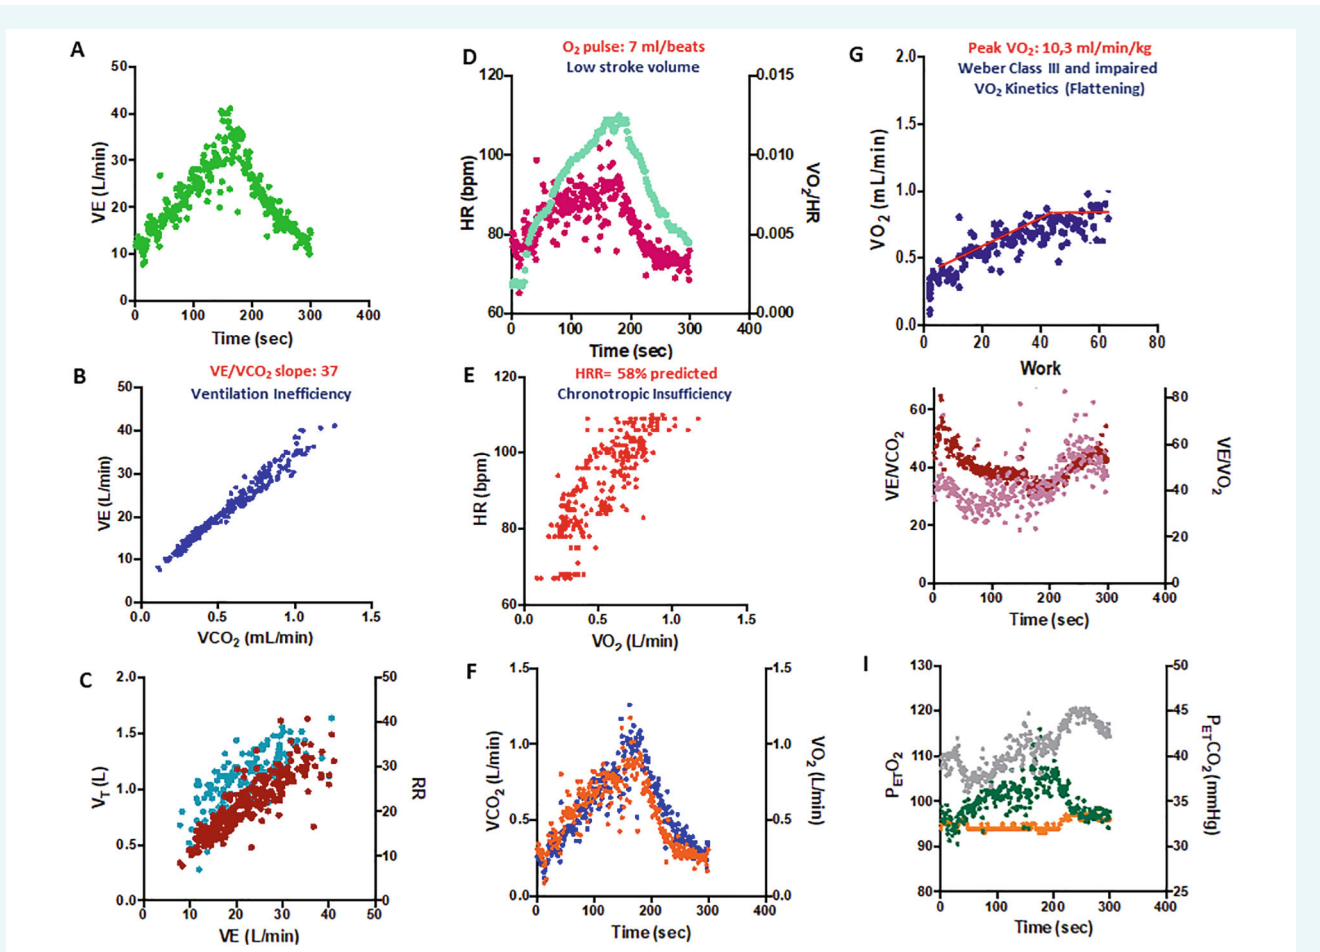 A
VE (L/min)
50
40
30
20
10
0
0 100 200 300 400
Time (sec)
B
VE/VCO₂ slope: 37
Ventilation Inefficiency
VE (L/min)
50
40
30
20
10
0
0.0 0.5 1.0 1.5
VCO₂ (mL/min)
C
V_T (L)
2.0
1.5
1.0
0.5
0.0
50
40
30
20
10
0
RR
0 10 20 30 40 50
VE (L/min)
D
O₂ pulse: 7 ml/beats
Low stroke volume
HR (bpm)
120
100
80
60
0.015
0.010
0.005
0.000
VO₂/HR
0 100 200 300 400
Time (sec)
E
HRR= 58% predicted
Chronotropic Insufficiency
HR (bpm)
120
100
80
60
0.0 0.5 1.0 1.5
VO₂ (L/min)
F
VCO₂ (L/min)
1.5
1.0
0.5
0.0
1.5
1.0
0.5
0.0
VO₂ (L/min)
0 100 200 300 400
Time (sec)
G
Peak VO₂: 10,3 ml/min/kg
Weber Class III and impaired
VO₂ Kinetics (Flattening)
VO₂ (mL/min)
2.0
1.5
1.0
0.5
0.0
0 20 40 60 80
Work
VE/VCO₂
60
40
20
0
80
60
40
20
0
VE/VO₂
0 100 200 300 400
Time (sec)
I
P_ETO₂
130
120
110
100
90
80
50
45
40
35
30
25
P_ETCO₂(mmHg)
0 100 200 300 400
Time (sec)